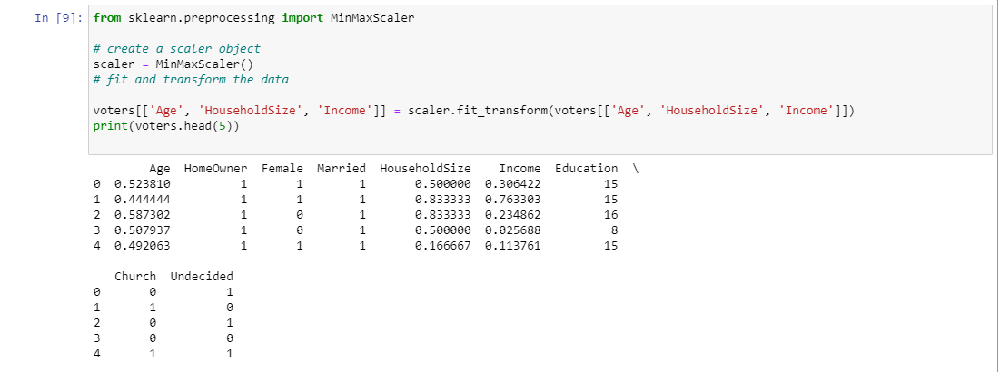 In [9]: from sklearn.preprocessing import MinMaxScaler
# create a scaler object
scaler = MinMaxScaler()
# fit and transform the data
voters[['Age', 'HouseholdSize', 'Income']] = scaler.fit_transform(voters[['Age', 'HouseholdSize', 'Income']])
print(voters.head(5))
Age HomeOwner Female Married HouseholdSize Income Education \
0 0.523810 1 1 1 0.500000 0.306422 15
1 0.444444 1 1 1 0.833333 0.763303 15
2 0.587302 1 0 1 0.833333 0.234862 16
3 0.507937 1 0 1 0.500000 0.025688 8
4 0.492063 1 1 1 0.166667 0.113761 15
Church Undecided
0 0 1
1 1 0
2 0 1
3 0 0
4 1 1